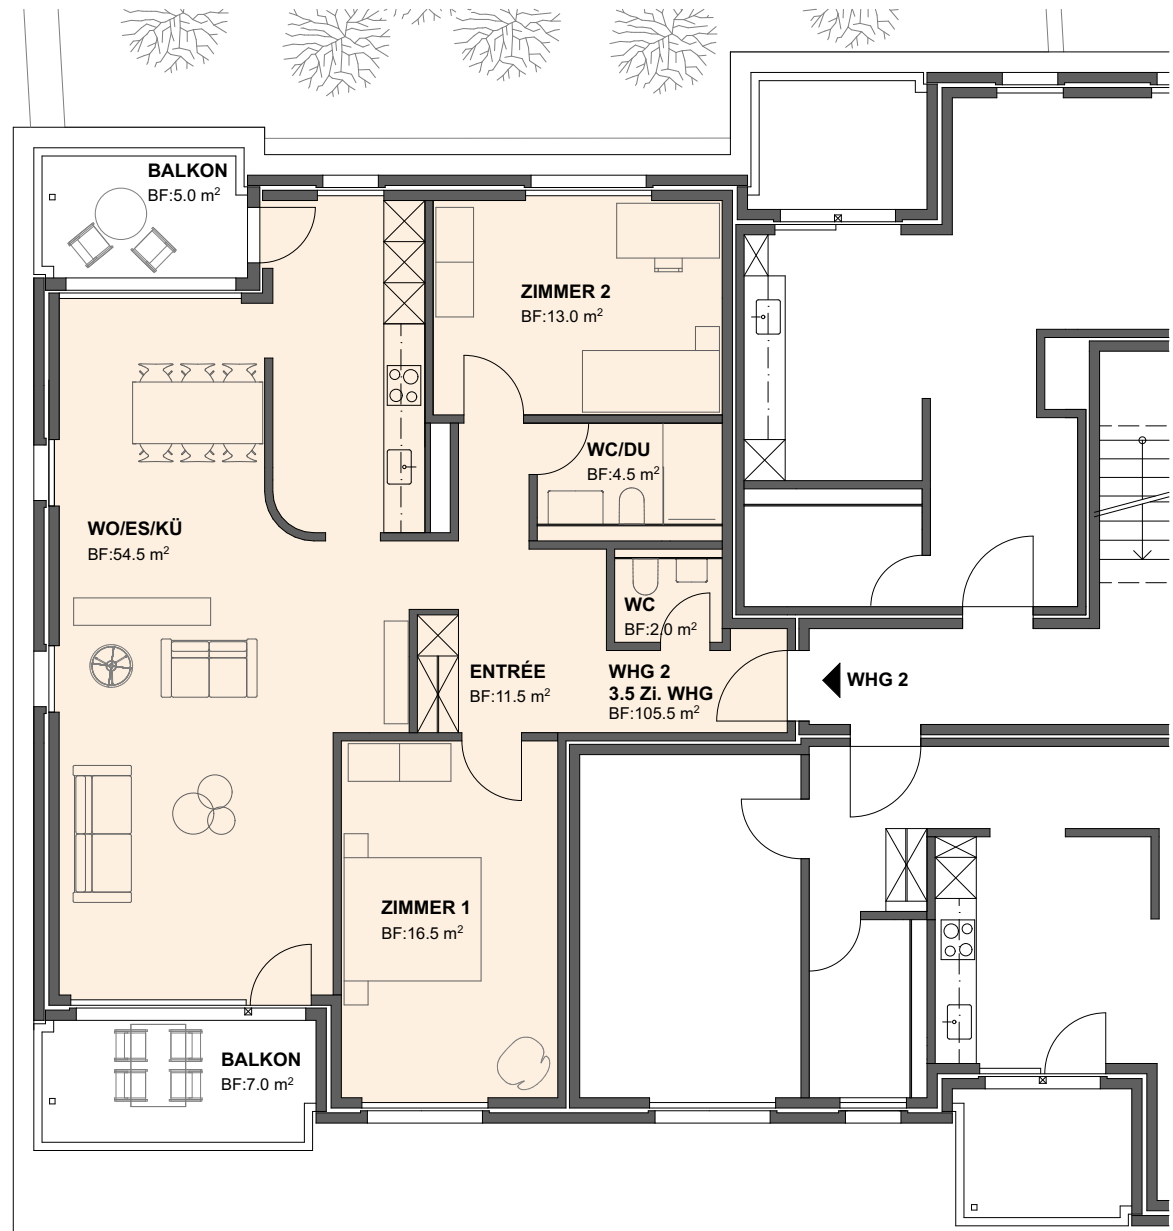 BALKON
BF:5.0 m²
ZIMMER 2
BF:13.0 m²
WC/DU
BF:4.5 m²
WO/ES/KÜ
BF:54.5 m²
WC
BF:2.0 m²
ENTRÉE
BF:11.5 m²
WHG 2
3.5 Zi. WHG
BF:105.5 m²
WHG 2
ZIMMER 1
BF:16.5 m²
BALKON
BF:7.0 m²